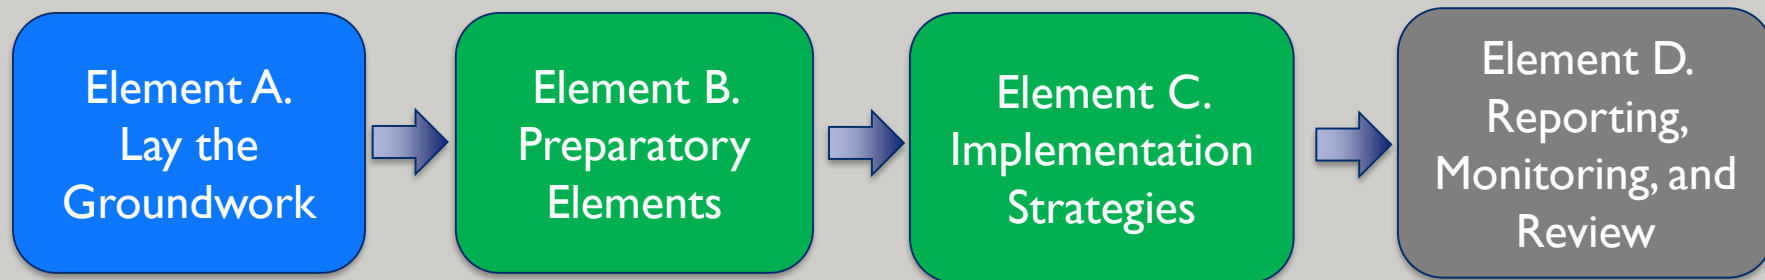 Element A.
Lay the
Groundwork
Element B.
Preparatory
Elements
Element C.
Implementation
Strategies
Element D.
Reporting,
Monitoring, and
Review